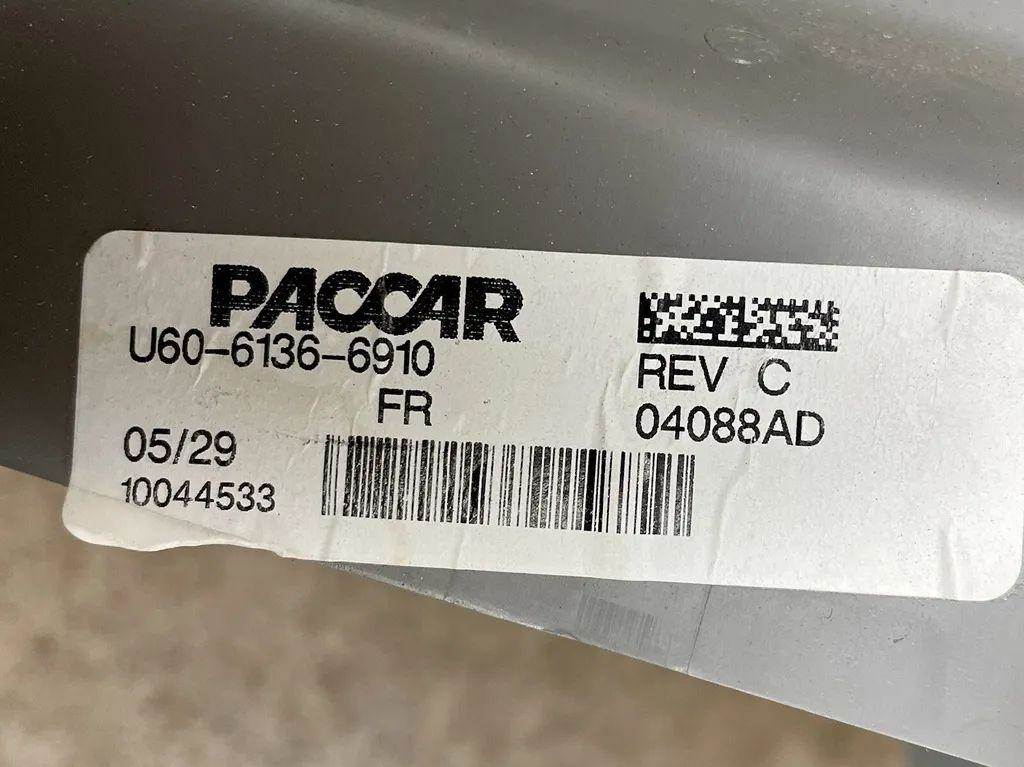 PACCAR
U60-6136-6910
FR
05/29
10044533
REV C
04088AD